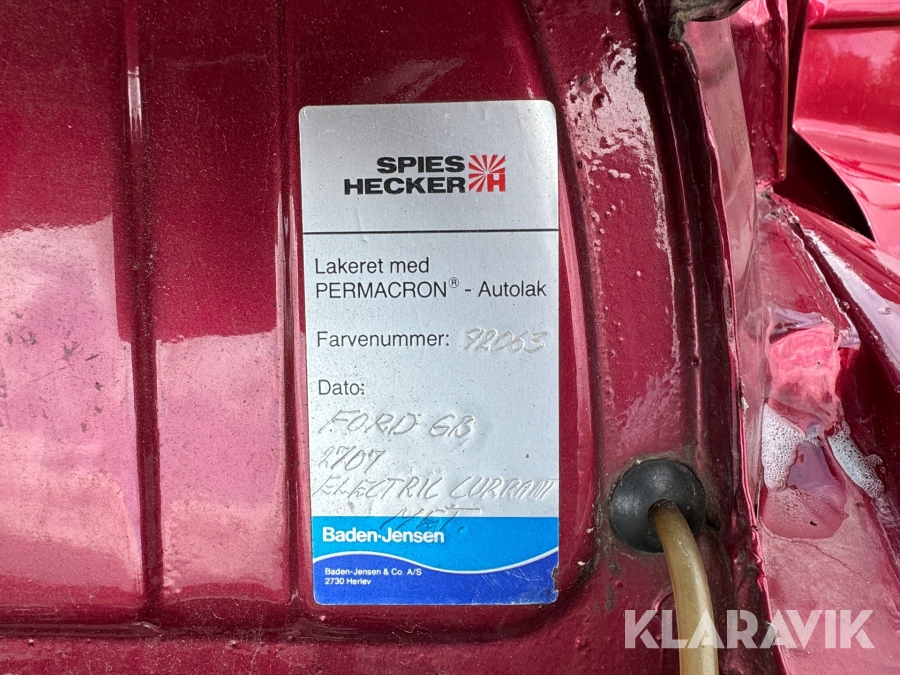 SPIES
HECKER
Lakeret med
PERMACRON® - Autolak
Farvenummer: 92063
Dato:
FORD GB
2707
ELECTRIC CURRANT
MET.
Baden-Jensen
Baden-Jensen & Co A/S
2730 Herlev
KLARAVIK